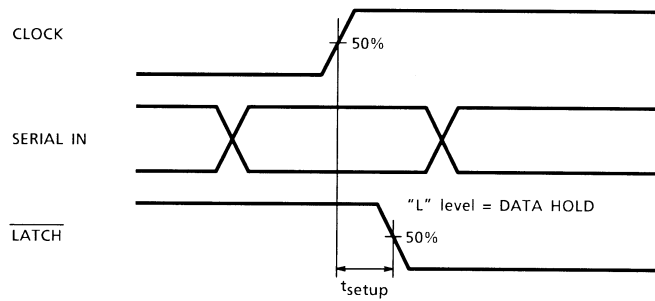 CLOCK
50%
SERIAL IN
"L" level = DATA HOLD
LATCH
50%
tsetup